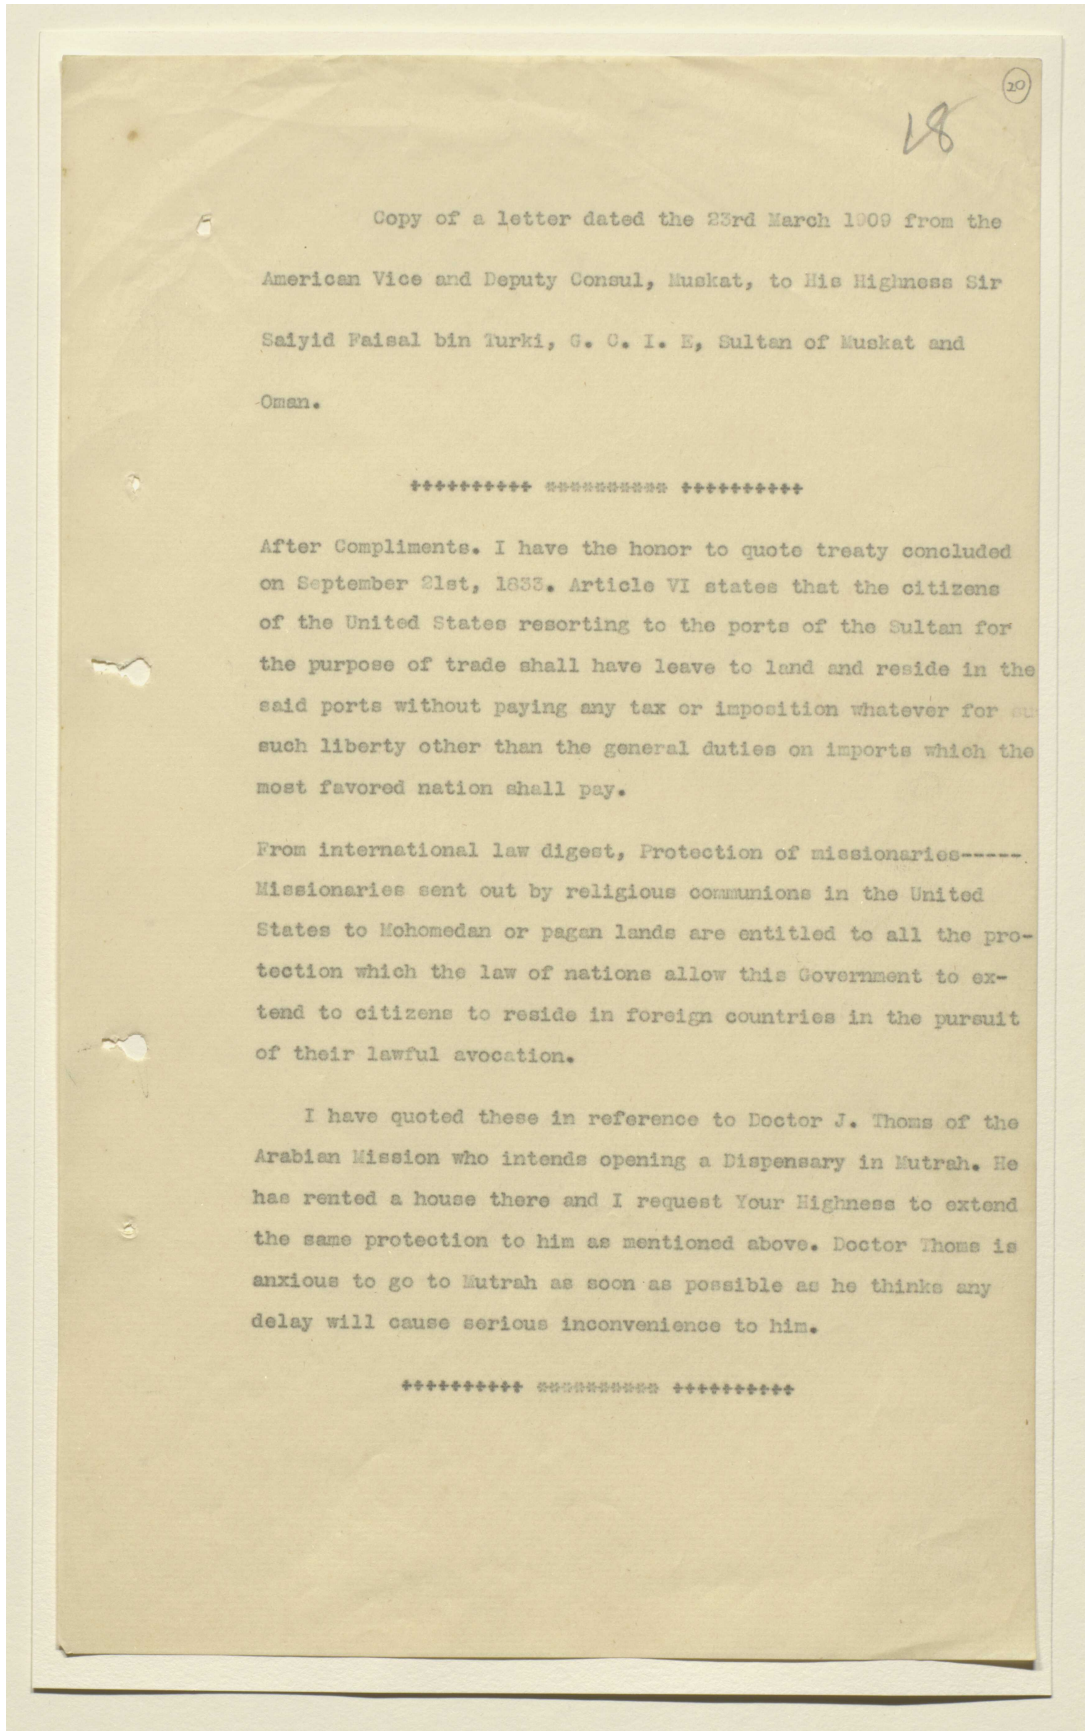 20
18
Copy of a letter dated the 23rd March 1909 from the
American Vice and Deputy Consul, Muskat, to His Highness Sir
Saiyid Faisal bin Turki, G. C. I. E, Sultan of Muskat and
Oman.
++++++++++ ********** ++++++++++
After Compliments. I have the honor to quote treaty concluded
on September 21st, 1833. Article VI states that the citizens
of the United States resorting to the ports of the Sultan for
the purpose of trade shall have leave to land and reside in the
said ports without paying any tax or imposition whatever for su
such liberty other than the general duties on imports which the
most favored nation shall pay.
From international law digest, Protection of missionaries-----
Missionaries sent out by religious communions in the United
States to Mohomedan or pagan lands are entitled to all the pro-
tection which the law of nations allow this Government to ex-
tend to citizens to reside in foreign countries in the pursuit
of their lawful avocation.
I have quoted these in reference to Doctor J. Thoms of the
Arabian Mission who intends opening a Dispensary in Mutrah. He
has rented a house there and I request Your Highness to extend
the same protection to him as mentioned above. Doctor Thoms is
anxious to go to Mutrah as soon as possible as he thinks any
delay will cause serious inconvenience to him.
++++++++++ ********** ++++++++++